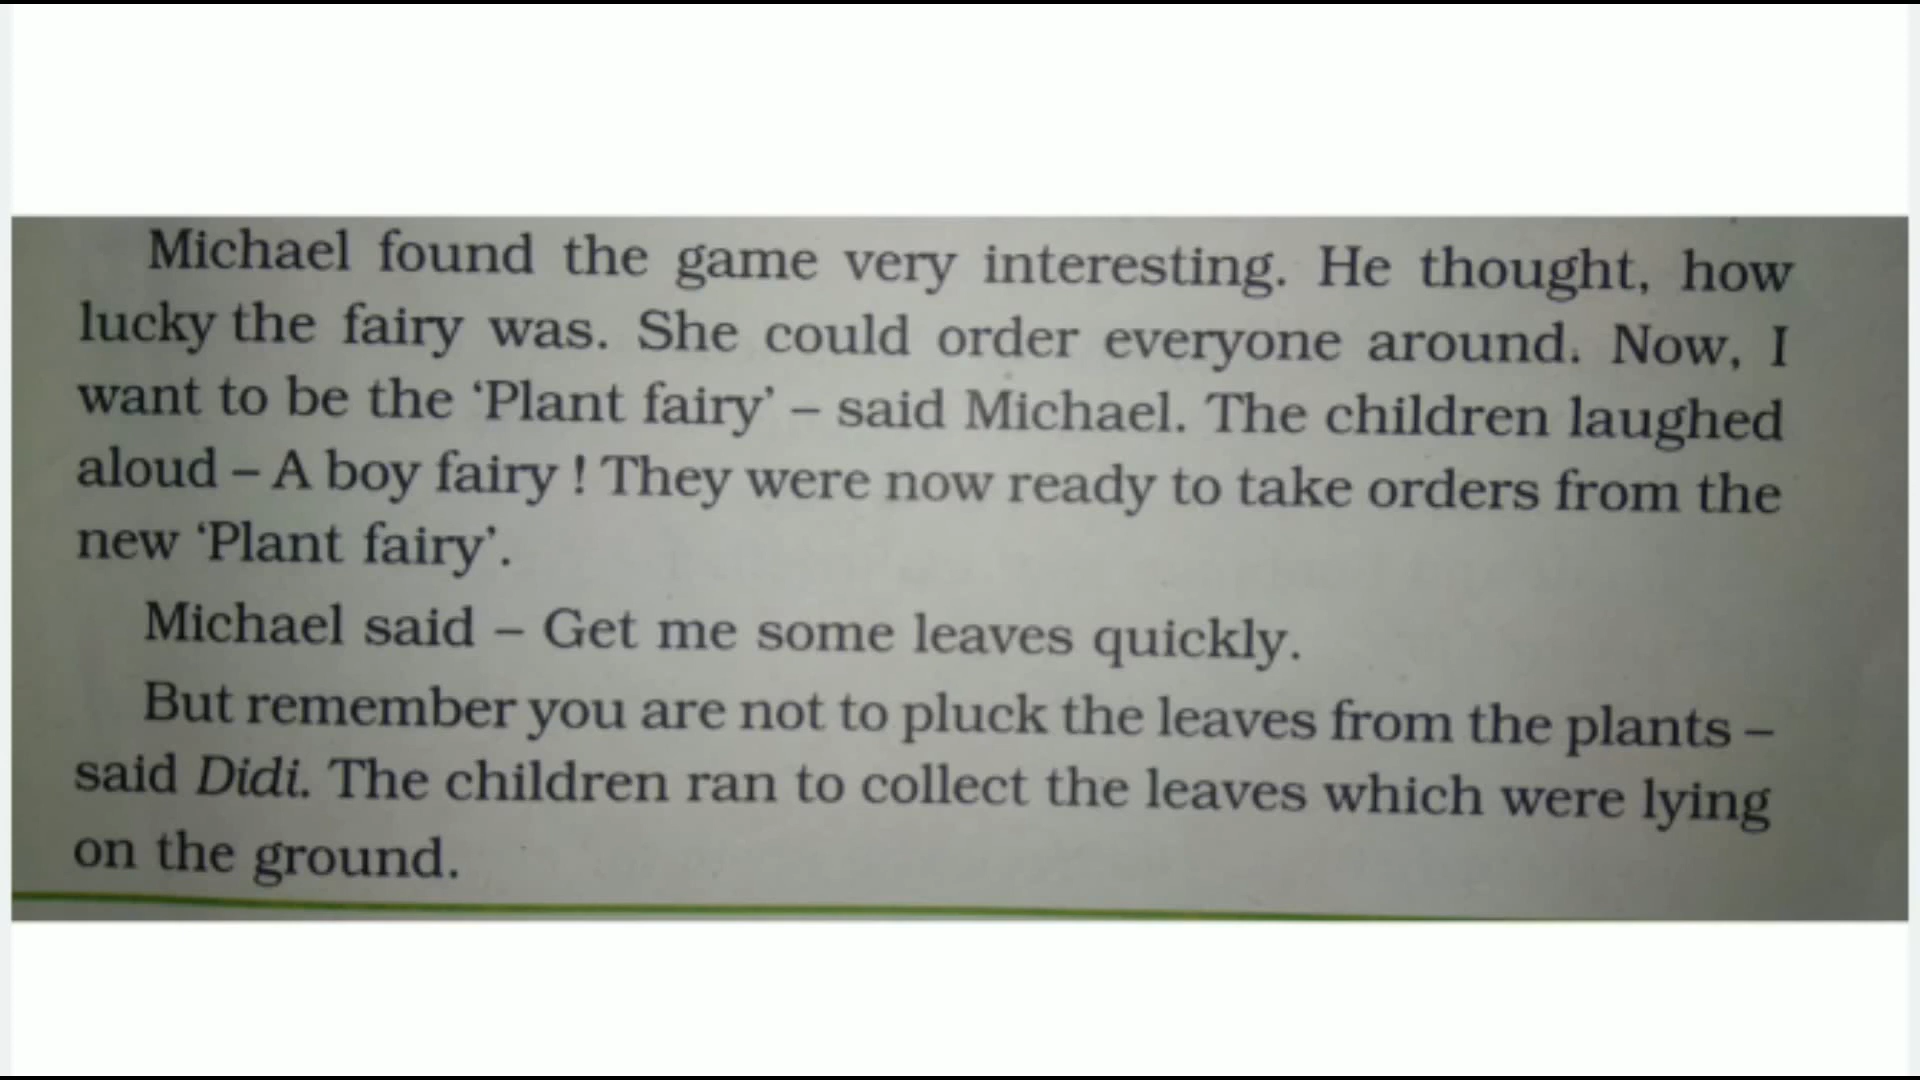 Michael found the game very interesting. He thought, how
lucky the fairy was. She could order everyone around. Now, I
want to be the ‘Plant fairy’ – said Michael. The children laughed
aloud – A boy fairy ! They were now ready to take orders from the
new ‘Plant fairy’.
Michael said – Get me some leaves quickly.
But remember you are not to pluck the leaves from the plants –
said Didi. The children ran to collect the leaves which were lying
on the ground.